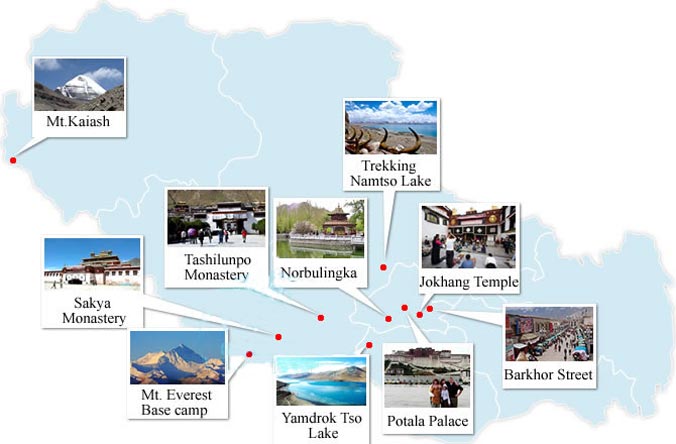 Mt.Kaiash
Trekking
Namtso Lake
Tashilunpo
Monastery
Norbulingka
Jokhang Temple
Sakya
Monastery
Barkhor Street
Mt. Everest
Base camp
Yamdrok Tso
Lake
Potala Palace